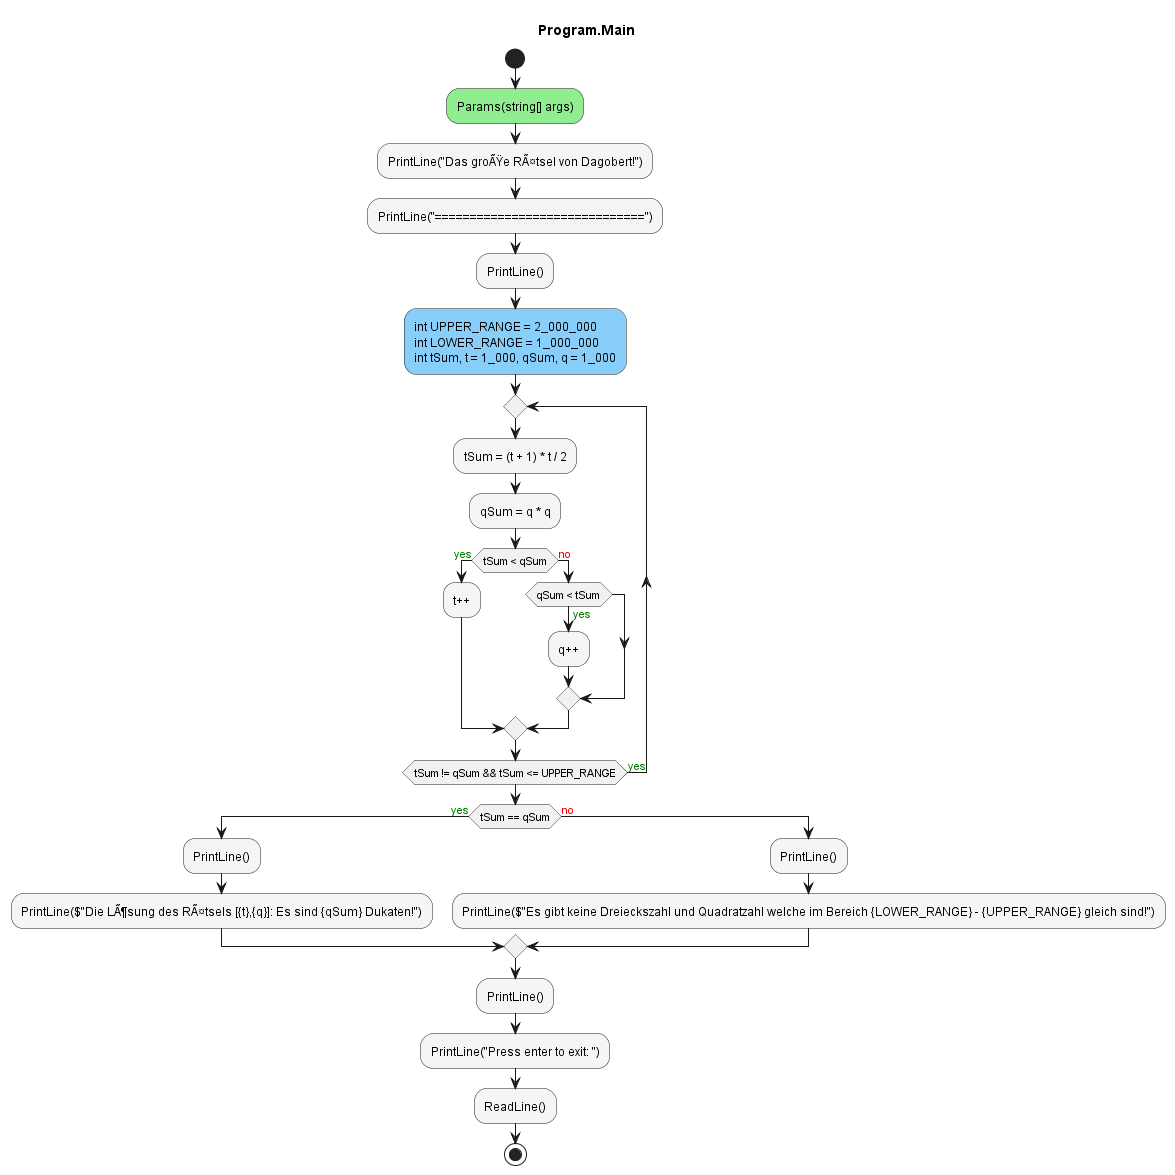 Program.Main
Params(string[] args)
PrintLine("Das groÃŸe RÃ¤tsel von Dagobert!")
PrintLine("==============================")
PrintLine()
int UPPER_RANGE = 2_000_000
int LOWER_RANGE = 1_000_000
int tSum, t = 1_000, qSum, q = 1_000
tSum = (t + 1) * t / 2
qSum = q * q
yes
tSum < qSum
no
t++
qSum < tSum
yes
q++
tSum != qSum && tSum <= UPPER_RANGE
yes
yes
tSum == qSum
no
PrintLine()
PrintLine()
PrintLine($"Die LÃ¶sung des RÃ¤tsels [{t},{q}]: Es sind {qSum} Dukaten!")
PrintLine($"Es gibt keine Dreieckszahl und Quadratzahl welche im Bereich {LOWER_RANGE} - {UPPER_RANGE} gleich sind!")
PrintLine()
PrintLine("Press enter to exit: ")
ReadLine()